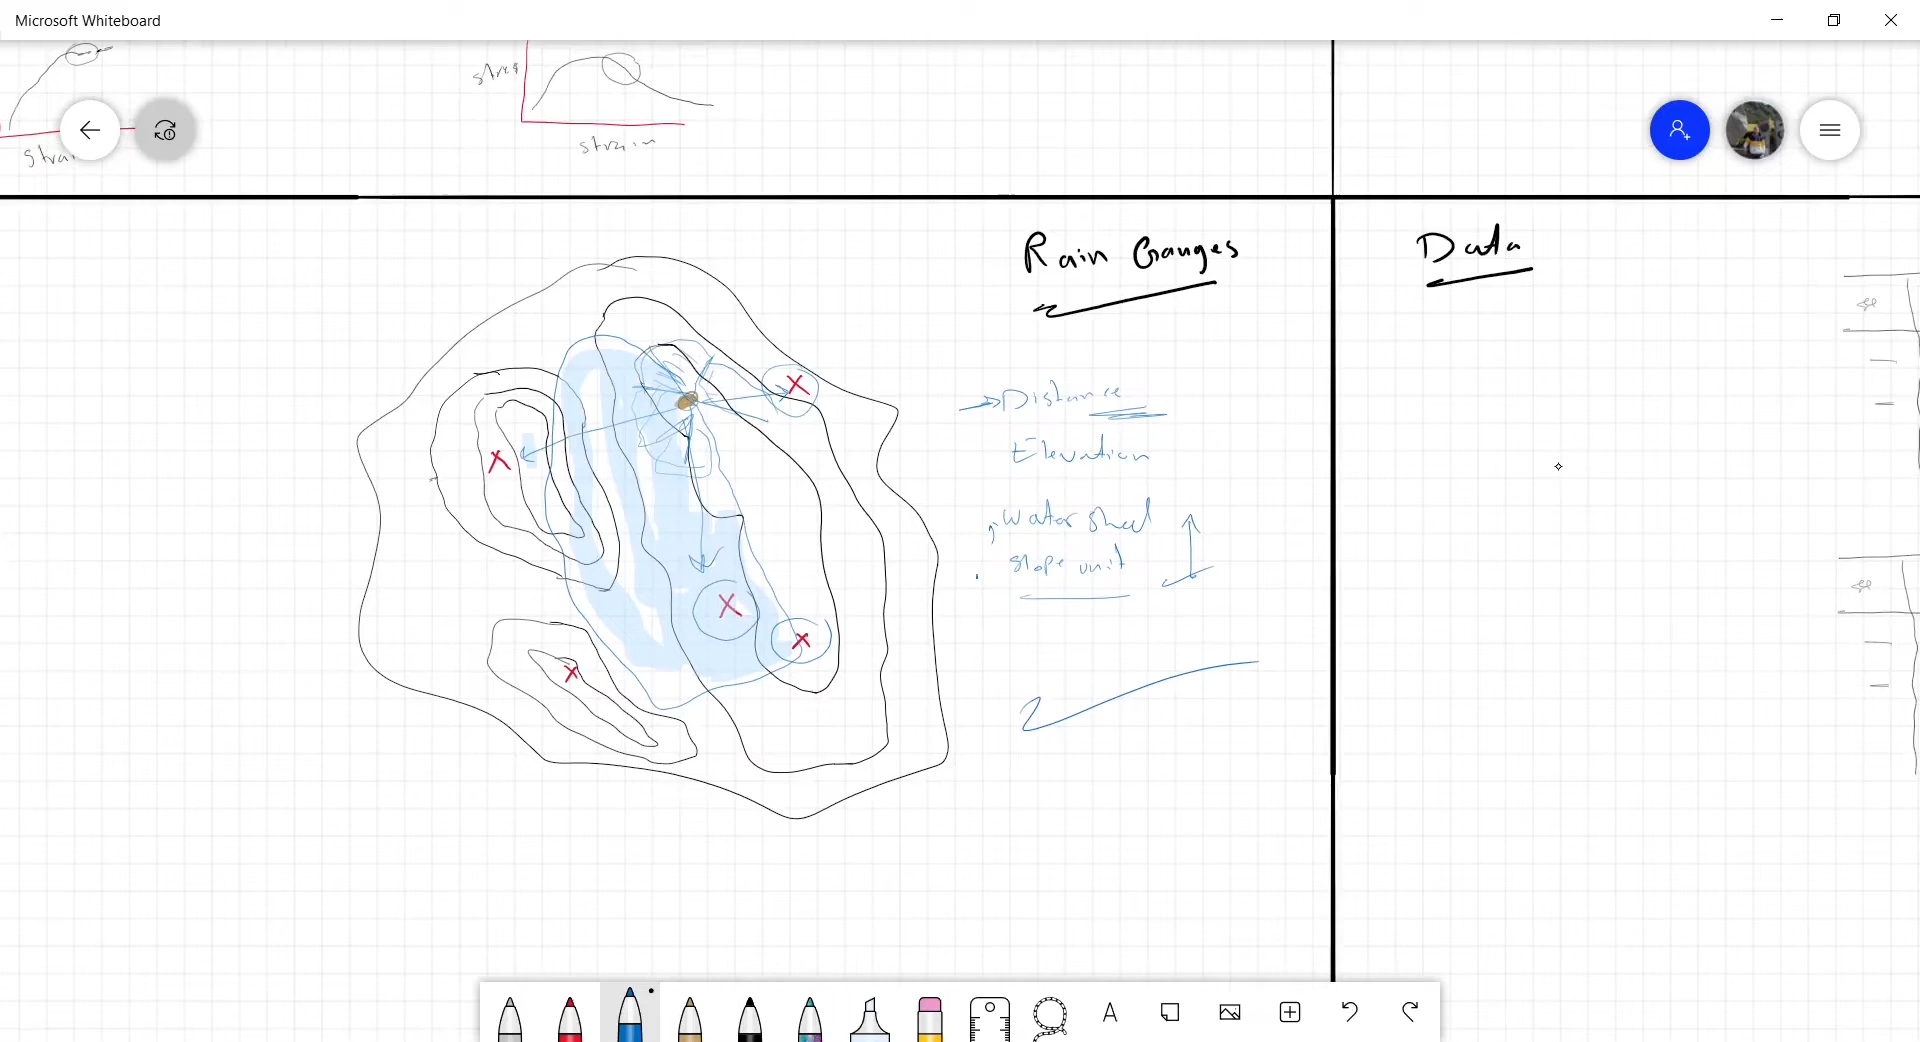 Microsoft Whiteboard
stress
strain
Rain Gauges
Data
X
X
→ Distance
Elevation
Water shed
slope unit
X
X
X
A